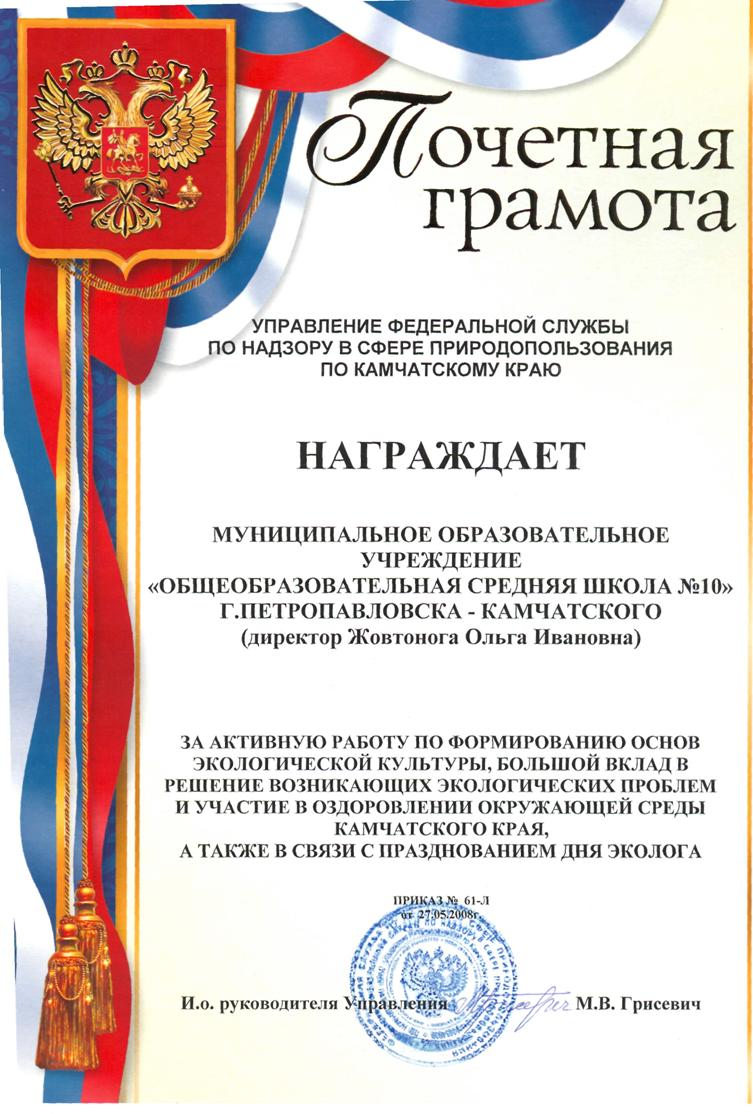 Почетная
грамота
УПРАВЛЕНИЕ ФЕДЕРАЛЬНОЙ СЛУЖБЫ
ПО НАДЗОРУ В СФЕРЕ ПРИРОДОПОЛЬЗОВАНИЯ
ПО КАМЧАТСКОМУ КРАЮ
НАГРАЖДАЕТ
МУНИЦИПАЛЬНОЕ ОБРАЗОВАТЕЛЬНОЕ
УЧРЕЖДЕНИЕ
«ОБЩЕОБРАЗОВАТЕЛЬНАЯ СРЕДНЯЯ ШКОЛА №10»
Г.ПЕТРОПАВЛОВСКА - КАМЧАТСКОГО
(директор Жовтонога Ольга Ивановна)
ЗА АКТИВНУЮ РАБОТУ ПО ФОРМИРОВАНИЮ ОСНОВ
ЭКОЛОГИЧЕСКОЙ КУЛЬТУРЫ, БОЛЬШОЙ ВКЛАД В
РЕШЕНИЕ ВОЗНИКАЮЩИХ ЭКОЛОГИЧЕСКИХ ПРОБЛЕМ
И УЧАСТИЕ В ОЗДОРОВЛЕНИИ ОКРУЖАЮЩЕЙ СРЕДЫ
КАМЧАТСКОГО КРАЯ,
А ТАКЖЕ В СВЯЗИ С ПРАЗДНОВАНИЕМ ДНЯ ЭКОЛОГА
ПРИКАЗ № 61-Л
от 27.05.2008г.
И.о. руководителя Управления М.В. Грисевич